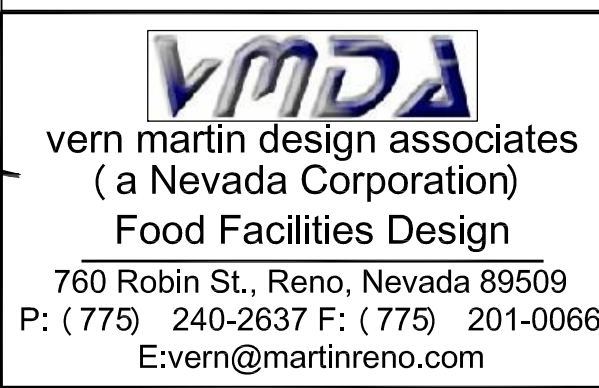 VMDA
vern martin design associates
( a Nevada Corporation)
Food Facilities Design
760 Robin St., Reno, Nevada 89509
P: ( 775) 240-2637 F: ( 775) 201-0066
E:vern@martinreno.com